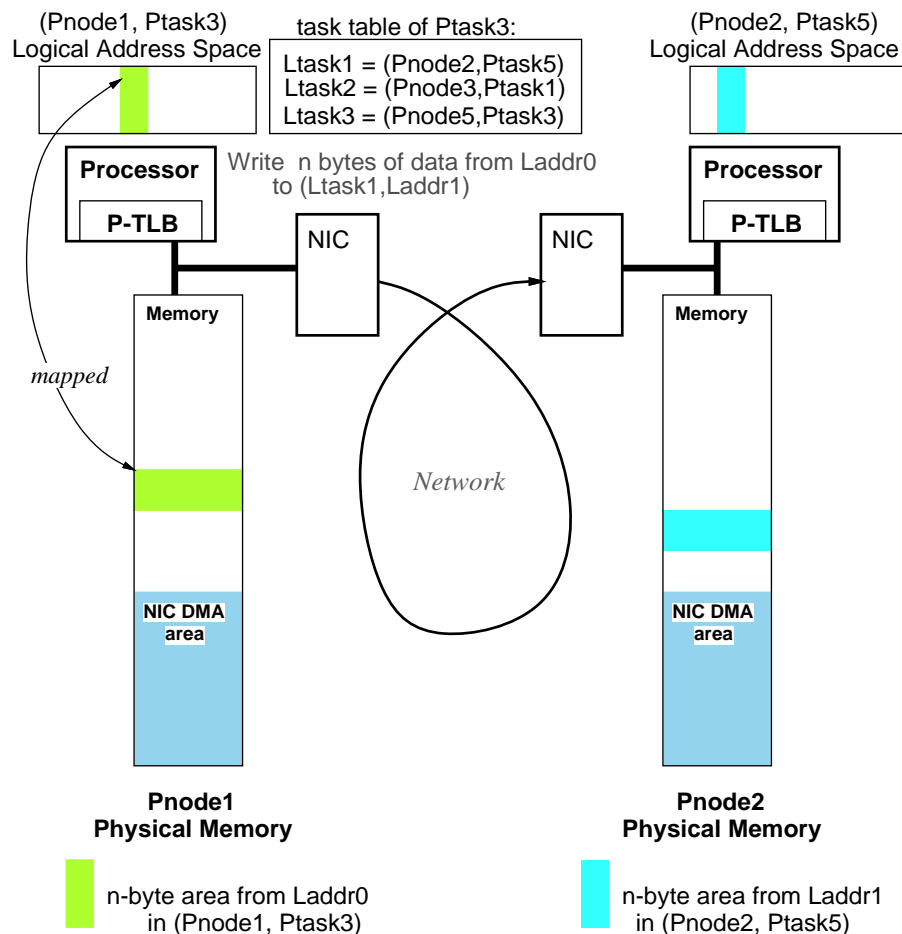 (Pnode1, Ptask3)
Logical Address Space
task table of Ptask3:
Ltask1 = (Pnode2,Ptask5)
Ltask2 = (Pnode3,Ptask1)
Ltask3 = (Pnode5,Ptask3)
(Pnode2, Ptask5)
Logical Address Space
Processor
P-TLB
Write n bytes of data from Laddr0
to (Ltask1,Laddr1)
NIC
NIC
Processor
P-TLB
Memory
Memory
mapped
Network
NIC DMA
area
NIC DMA
area
Pnode1
Physical Memory
Pnode2
Physical Memory
n-byte area from Laddr0
in (Pnode1, Ptask3)
n-byte area from Laddr1
in (Pnode2, Ptask5)